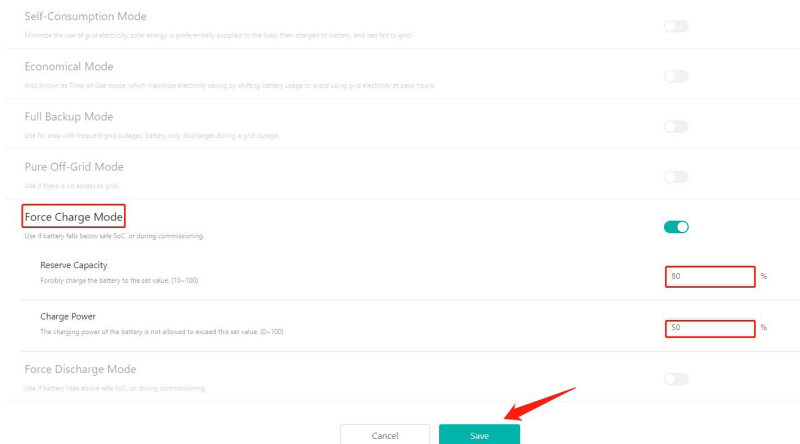 Self-Consumption Mode
Minimize the use of grid electricity, solar energy is preferentially supplied to the load, then charged to battery, and last fed to grid.
Economical Mode
Also known as Time-of-Use mode, which maximize electricity saving by shifting battery usage to avoid using grid electricity at peak hours.
Full Backup Mode
Use for area with frequent grid outages, battery only discharges during a grid outage.
Pure Off-Grid Mode
Use if there is no access to grid.
Force Charge Mode
Use if battery falls below safe SoC, or during commissioning.
Reserve Capacity
Forcibly charge the battery to the set value. (10~100)
80 %
Charge Power
The charging power of the battery is not allowed to exceed this set value. (0~100)
50 %
Force Discharge Mode
Use if battery rises above safe SoC, or during commissioning.
Cancel Save